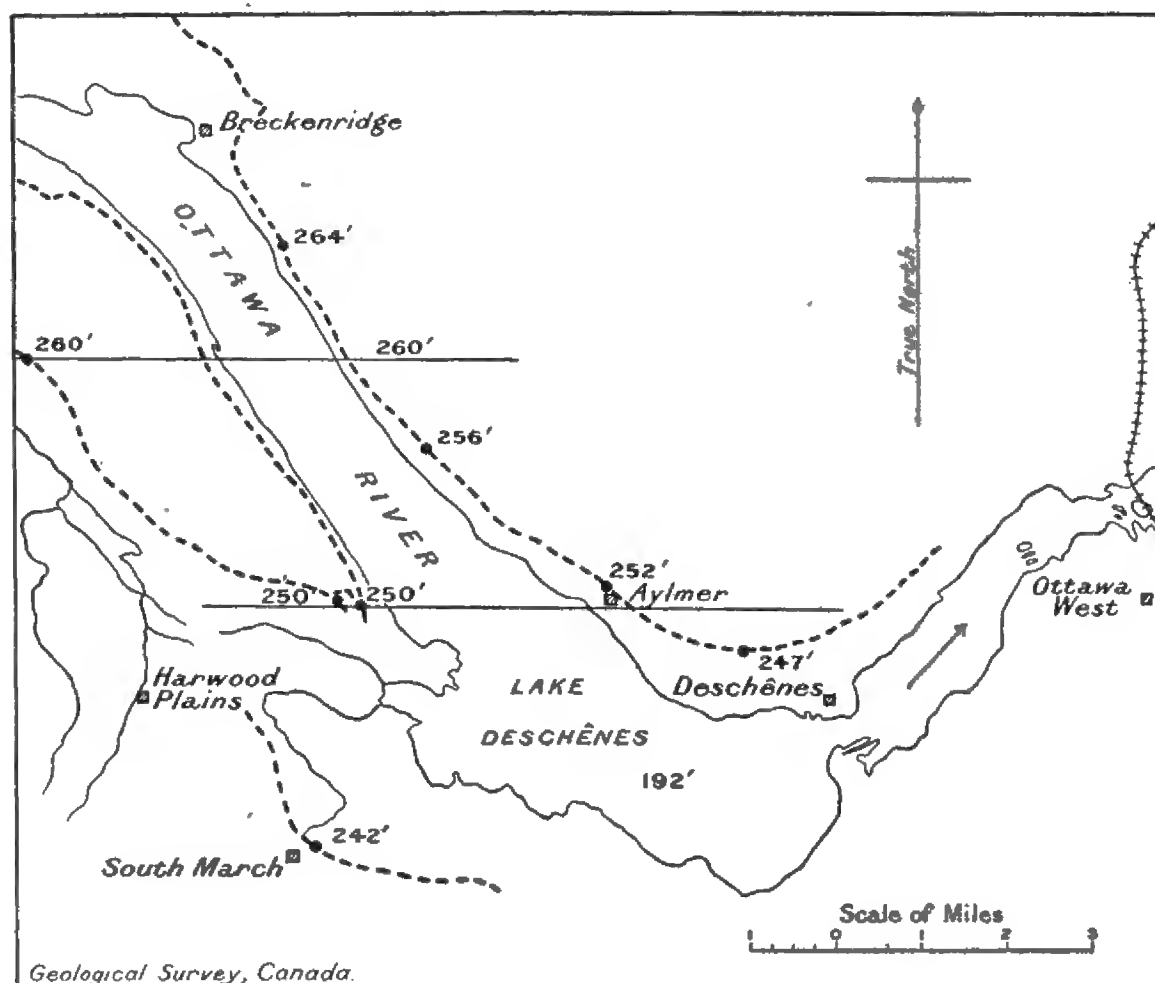 Breckenridge
OTTAWA
264'
True North
260'
260'
256'
RIVER
250'
250'
252'
Aylmer
Ottawa
West
247'
Harwood
Plains
LAKE
DESCHÊNES
Deschênes
192'
242'
South March
Scale of Miles
1 0 1 2 3
Geological Survey, Canada.